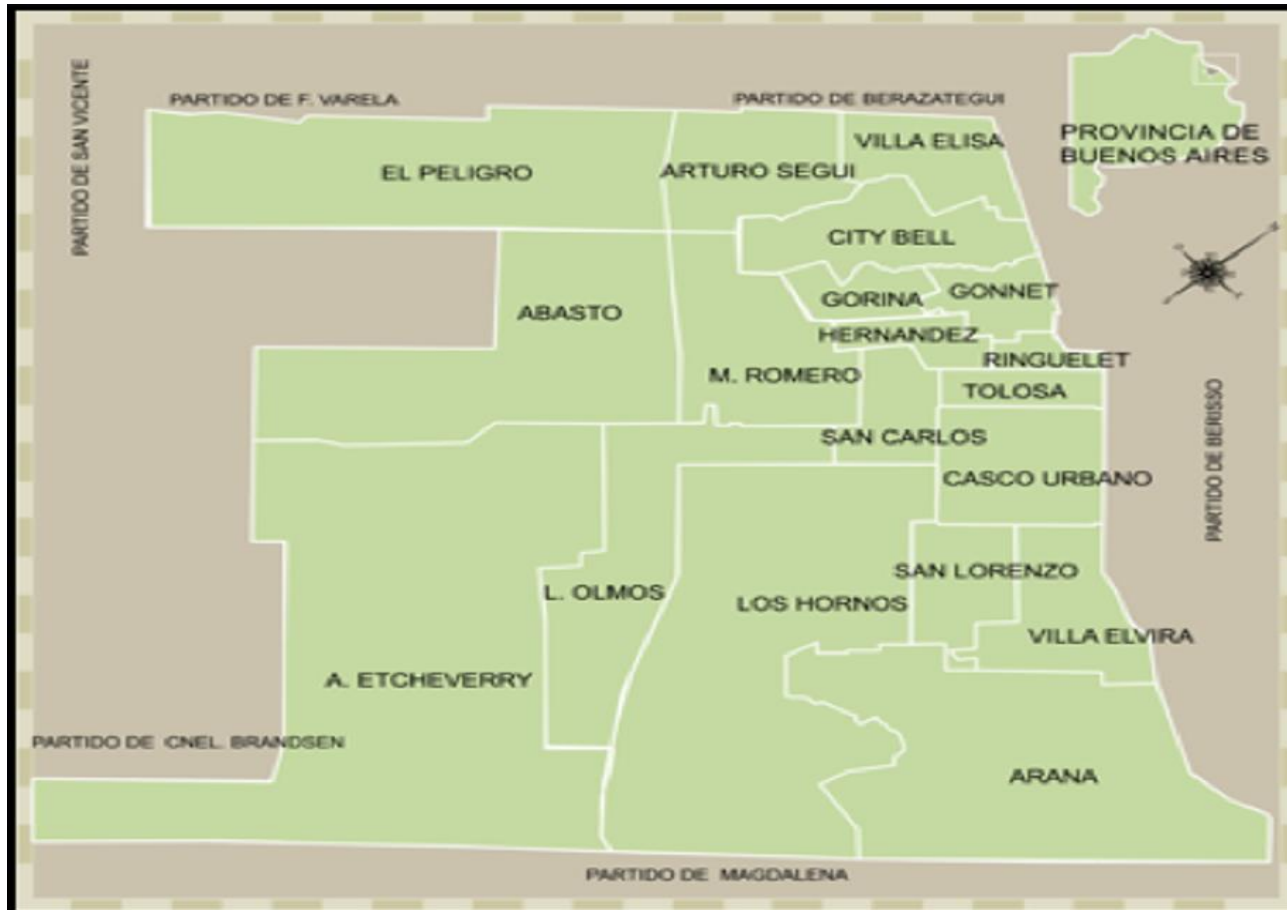 PARTIDO DE SAN VICENTE
PARTIDO DE F. VARELA
PARTIDO DE BERAZATEGUI
PROVINCIA DE
BUENOS AIRES
VILLA ELISA
EL PELIGRO
ARTURO SEGUI
CITY BELL
GORINA
GONNET
ABASTO
HERNANDEZ
RINGUELET
M. ROMERO
TOLOSA
SAN CARLOS
CASCO URBANO
PARTIDO DE BERISSO
SAN LORENZO
L. OLMOS
LOS HORNOS
VILLA ELVIRA
A. ETCHEVERRY
PARTIDO DE CNEL. BRANDSEN
ARANA
PARTIDO DE MAGDALENA